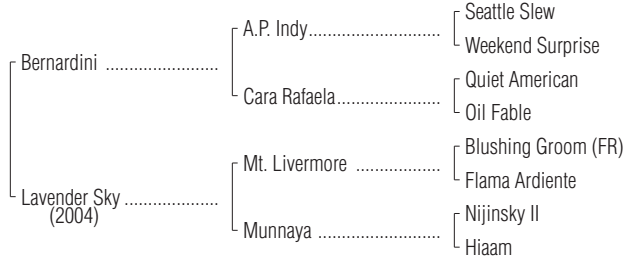 Seattle Slew
A.P. Indy
Weekend Surprise
Bernardini
Quiet American
Cara Rafaela
Oil Fable
Blushing Groom (FR)
Mt. Livermore
Flama Ardiente
Lavender Sky
(2004)
Nijinsky II
Munnaya
Hiaam